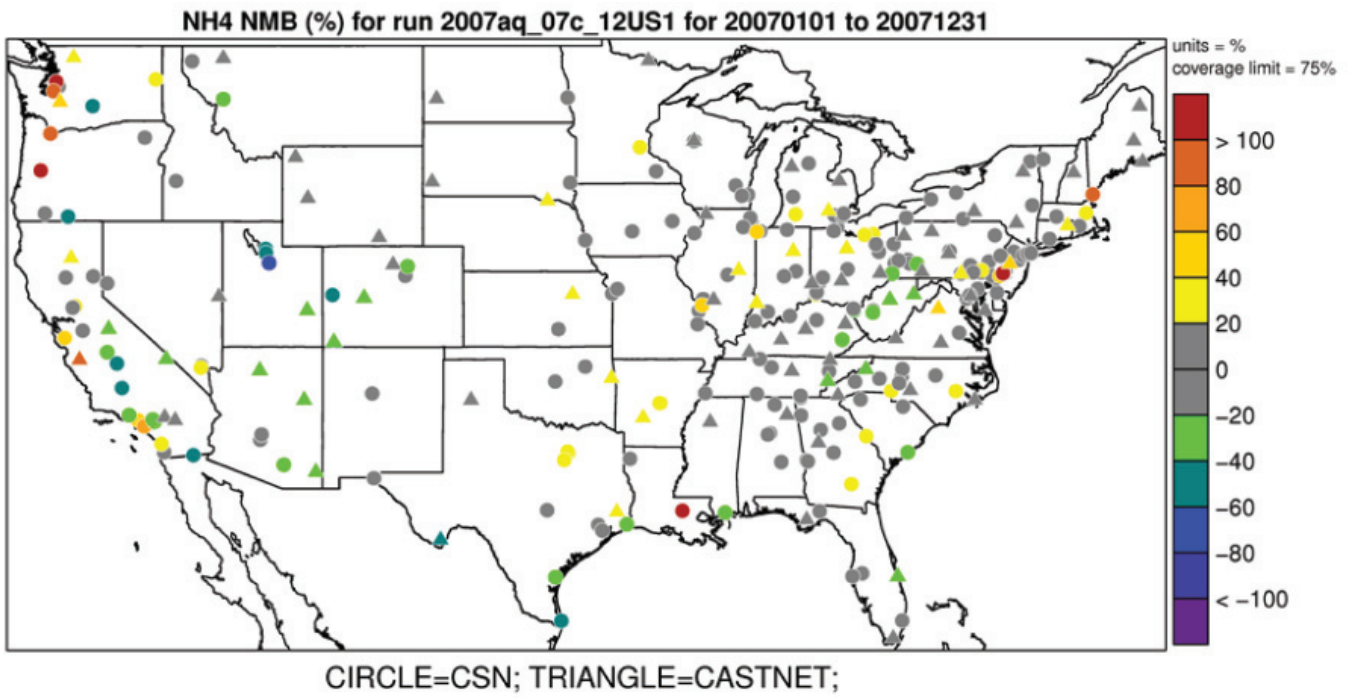 NH4 NMB (%) for run 2007aq_07c_12US1 for 20070101 to 20071231
units = %
coverage limit = 75%
> 100
80
60
40
20
0
−20
−40
−60
−80
< −100
CIRCLE=CSN; TRIANGLE=CASTNET;